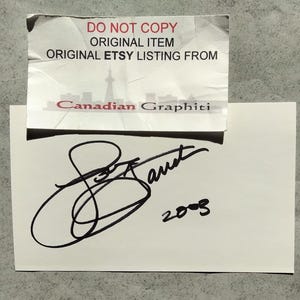 DO NOT COPY
ORIGINAL ITEM
ORIGINAL ETSY LISTING FROM
Canadian Graphiti
2003